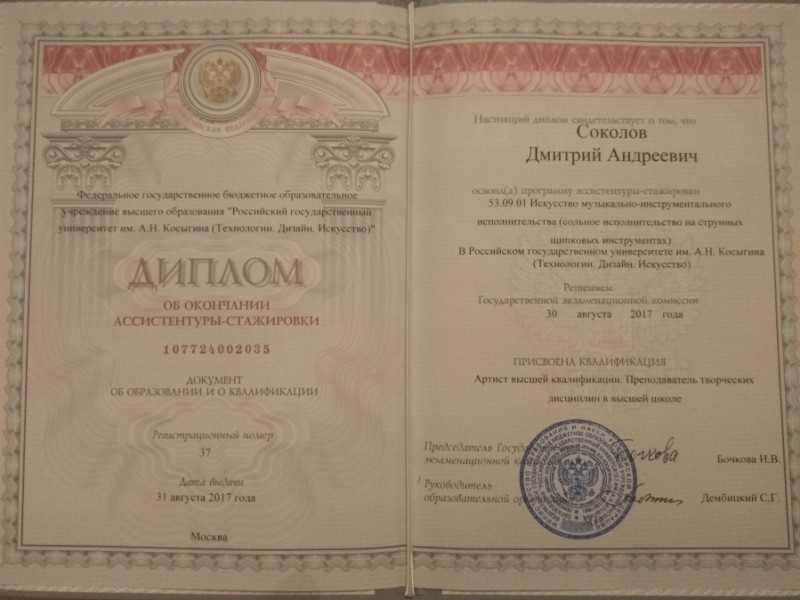 РОССИЙСКАЯ ФЕДЕРАЦИЯ
Федеральное государственное бюджетное образовательное
учреждение высшего образования "Российский государственный
университет им. А.Н. Косыгина (Технологии. Дизайн. Искусство)"
ДИПЛОМ
ОБ ОКОНЧАНИИ
АССИСТЕНТУРЫ-СТАЖИРОВКИ
107724002035
ДОКУМЕНТ
ОБ ОБРАЗОВАНИИ И О КВАЛИФИКАЦИИ
Регистрационный номер
37
Дата выдачи
31 августа 2017 года
Москва
Настоящий диплом свидетельствует о том, что
Соколов
Дмитрий Андреевич
освоил(а) программу ассистентуры-стажировки
53.09.01 Искусство музыкально-инструментального
исполнительства (сольное исполнительство на струнных
щипковых инструментах)
В Российском государственном университете им. А.Н. Косыгина
(Технологии. Дизайн. Искусство)
Решением
Государственной экзаменационной комиссии
30 августа 2017 года
ПРИСВОЕНА КВАЛИФИКАЦИЯ
Артист высшей квалификации. Преподаватель творческих
дисциплин в высшей школе
Председатель
экзаменационной
Бочкова И.В.
Руководитель
образовательной
Дембицкий С.Г.